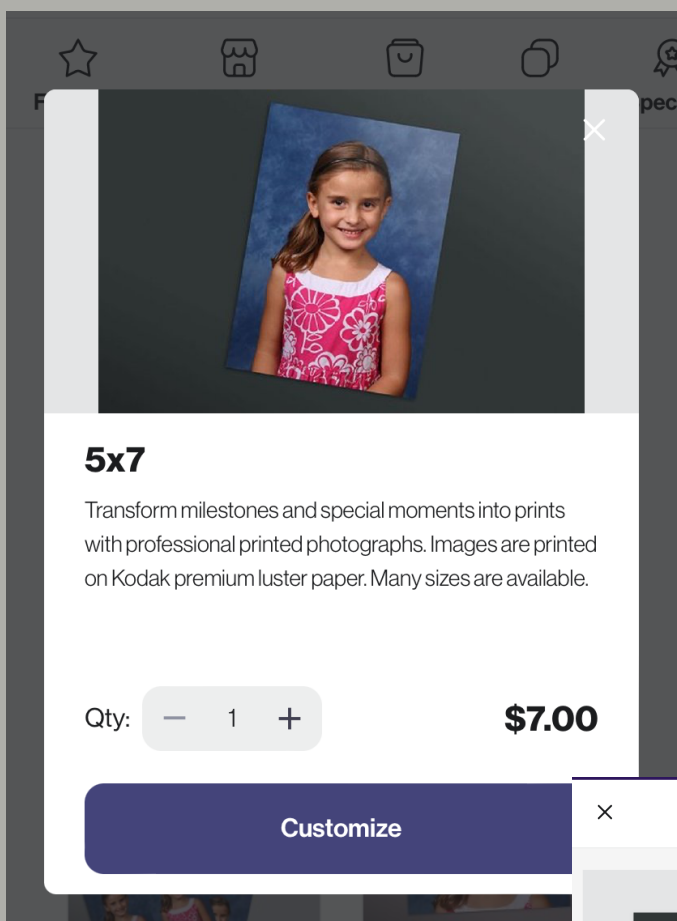 F
pec
5x7
Transform milestones and special moments into prints
with professional printed photographs. Images are printed
on Kodak premium luster paper. Many sizes are available.
Qty: 1
$7.00
Customize